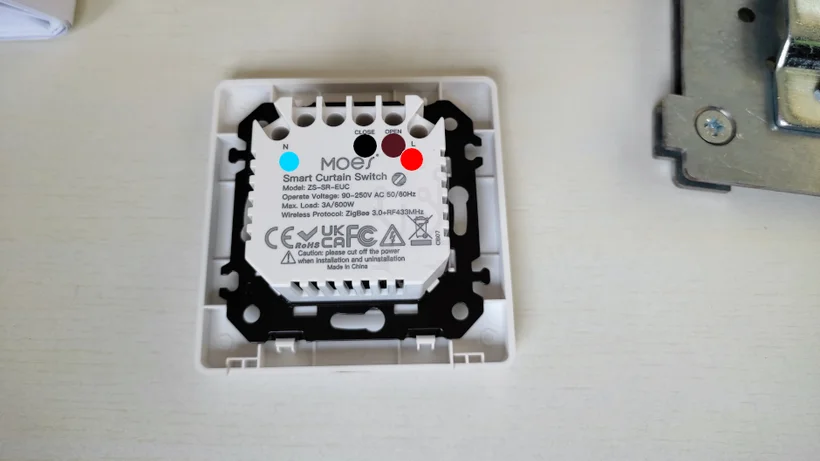 CLOSE OPEN
N L
MOES
Smart Curtain Switch
Model: ZS-SR-EUC
Operate Voltage: 90-250V AC 50/60Hz
Max. Load: 3A/600W
Wireless Protocol: ZigBee 3.0+RF433MHz
CE RoHS UK CA FC
Caution: please cut off the power
when installation and uninstallation
Made in China